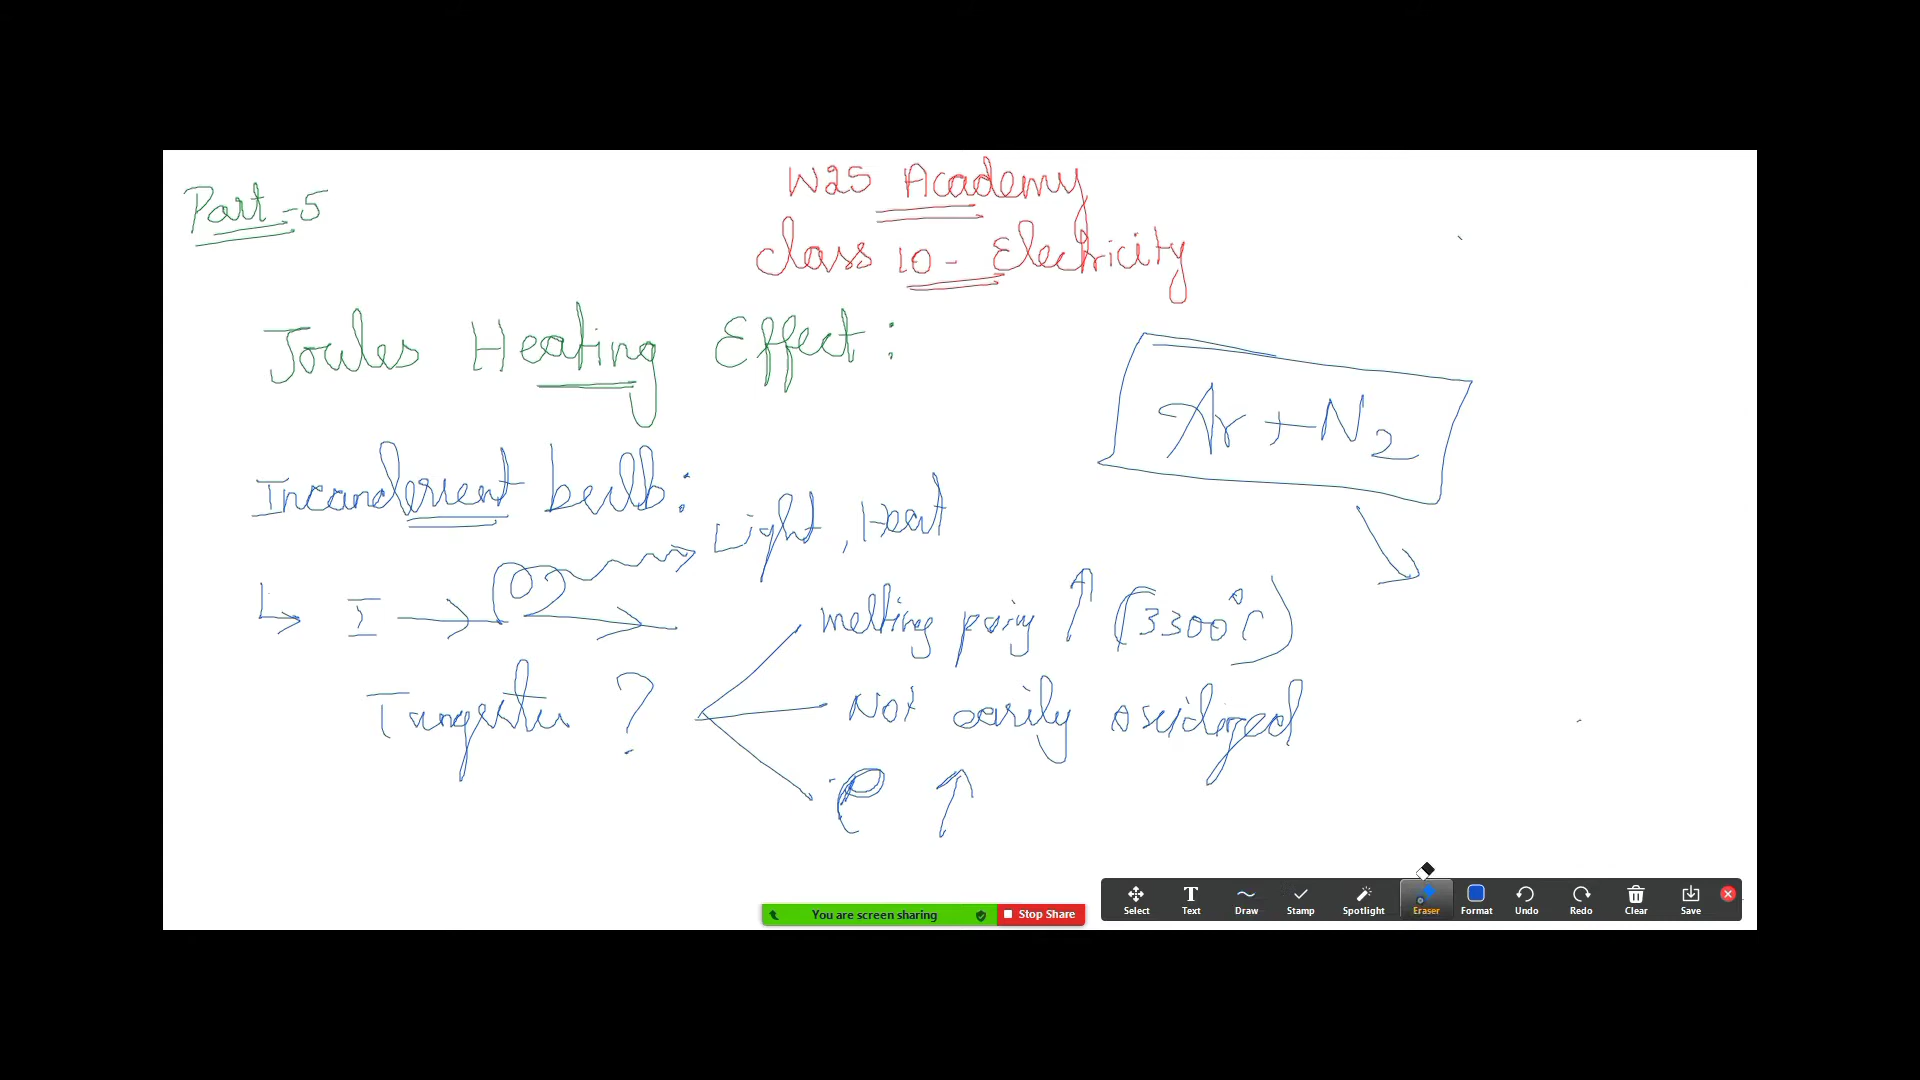 Part-5
W25 Academy
Class 10 - Electricity
Joules Heating Effect:
Ar + N2
Incandescent bulb:
Light, Heat
I
melting point ↑ (3300°C)
Tungsten ?
Not easily oxidized
ρ ↑
You are screen sharing
Stop Share
Select Text Draw Stamp Spotlight Eraser Format Undo Redo Clear Save